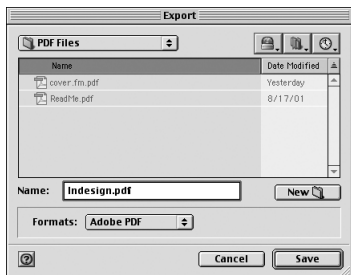 Export
PDF Files
Name Date Modified
cover.fm.pdf Yesterday
ReadMe.pdf 8/17/01
Name: Indesign.pdf New
Formats: Adobe PDF
? Cancel Save